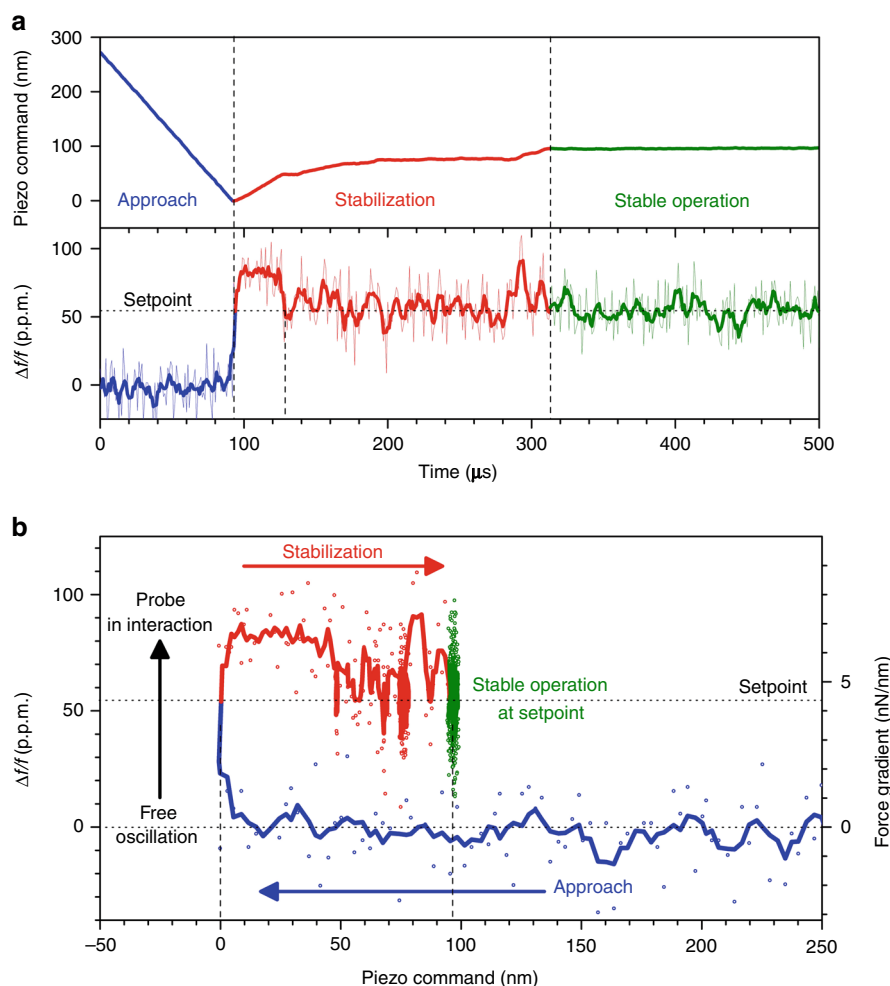 a
Piezo command (nm)
300
200
100
0
Approach
Stabilization
Stable operation
Δf/f (p.p.m.)
100
50
0
Setpoint
0
100
200
300
400
500
Time (μs)
b
Δf/f (p.p.m.)
100
50
0
Stabilization
Probe
in interaction
Free
oscillation
Stable operation
at setpoint
Setpoint
Approach
5
0
Force gradient (nN/nm)
−50
0
50
100
150
200
250
Piezo command (nm)